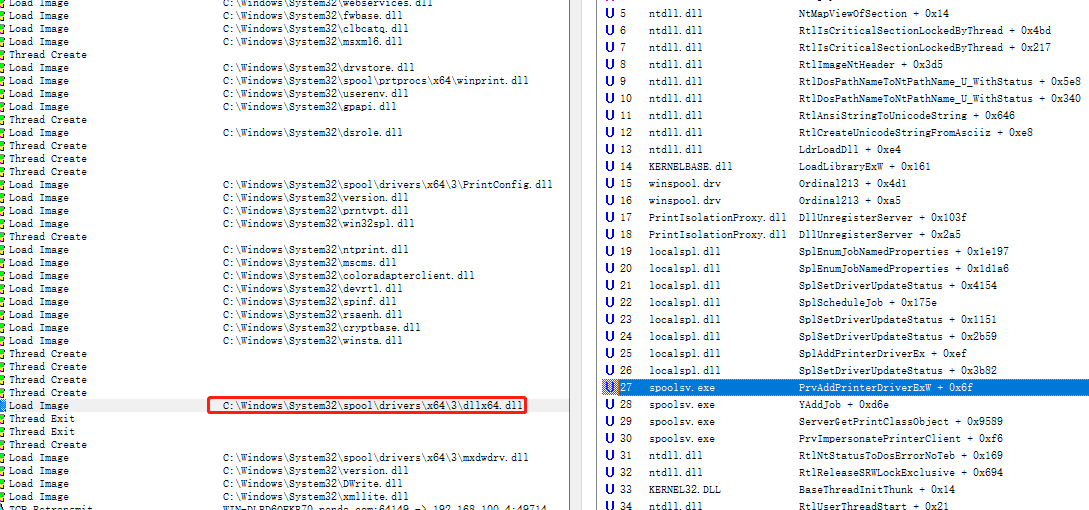 Load Image C:\Windows\System32\webservices.dll
Load Image C:\Windows\System32\fwbase.dll
Load Image C:\Windows\System32\clbcatq.dll
Load Image C:\Windows\System32\msxml6.dll
Thread Create
Load Image C:\Windows\System32\drvstore.dll
Load Image C:\Windows\System32\spool\prtprocs\x64\winprint.dll
Load Image C:\Windows\System32\userenv.dll
Load Image C:\Windows\System32\gpapi.dll
Thread Create
Load Image C:\Windows\System32\dsrole.dll
Thread Create
Thread Create
Thread Create
Load Image C:\Windows\System32\spool\drivers\x64\3\PrintConfig.dll
Load Image C:\Windows\System32\version.dll
Load Image C:\Windows\System32\prntvpt.dll
Load Image C:\Windows\System32\win32spl.dll
Thread Create
Load Image C:\Windows\System32\ntprint.dll
Load Image C:\Windows\System32\mscms.dll
Load Image C:\Windows\System32\coloradapterclient.dll
Load Image C:\Windows\System32\devrtl.dll
Load Image C:\Windows\System32\spinf.dll
Load Image C:\Windows\System32\rsaenh.dll
Load Image C:\Windows\System32\cryptbase.dll
Load Image C:\Windows\System32\winsta.dll
Thread Create
Thread Create
Thread Create
Thread Create
Load Image C:\Windows\System32\spool\drivers\x64\3\dllx64.dll
Thread Exit
Thread Exit
Thread Create
Load Image C:\Windows\System32\spool\drivers\x64\3\mxdwdrv.dll
Load Image C:\Windows\System32\version.dll
Load Image C:\Windows\System32\DWrite.dll
Load Image C:\Windows\System32\xmllite.dll
TCP Retransmit
U 5 ntdll.dll NtMapViewOfSection + 0x14
U 6 ntdll.dll RtlIsCriticalSectionLockedByThread + 0x4bd
U 7 ntdll.dll RtlIsCriticalSectionLockedByThread + 0x217
U 8 ntdll.dll RtlImageNtHeader + 0x3d5
U 9 ntdll.dll RtlDosPathNameToNtPathName_U_WithStatus + 0x5e8
U 10 ntdll.dll RtlDosPathNameToNtPathName_U_WithStatus + 0x340
U 11 ntdll.dll RtlAnsiStringToUnicodeString + 0x646
U 12 ntdll.dll RtlCreateUnicodeStringFromAsciiz + 0xe8
U 13 ntdll.dll LdrLoadDll + 0xe4
U 14 KERNELBASE.dll LoadLibraryExW + 0x161
U 15 winspool.drv Ordinal213 + 0x4d1
U 16 winspool.drv Ordinal213 + 0xa5
U 17 PrintIsolationProxy.dll DllUnregisterServer + 0x103f
U 18 PrintIsolationProxy.dll DllUnregisterServer + 0x2a5
U 19 localspl.dll SplEnumJobNamedProperties + 0x1e197
U 20 localspl.dll SplEnumJobNamedProperties + 0x1d1a6
U 21 localspl.dll SplSetDriverUpdateStatus + 0x4154
U 22 localspl.dll SplScheduleJob + 0x175e
U 23 localspl.dll SplSetDriverUpdateStatus + 0x1151
U 24 localspl.dll SplSetDriverUpdateStatus + 0x2b59
U 25 localspl.dll SplAddPrinterDriverEx + 0xef
U 26 localspl.dll SplSetDriverUpdateStatus + 0x3b82
U 27 spoolsv.exe PrvAddPrinterDriverExW + 0x6f
U 28 spoolsv.exe YAddJob + 0xd6e
U 29 spoolsv.exe ServerGetPrintClassObject + 0x9589
U 30 spoolsv.exe PrvImpersonatePrinterClient + 0xf6
U 31 ntdll.dll RtlNtStatusToDosErrorNoTeb + 0x169
U 32 ntdll.dll RtlReleaseSRWLockExclusive + 0x694
U 33 KERNEL32.DLL BaseThreadInitThunk + 0x14
U 34 ntdll.dll RtlUserThreadStart + 0x21